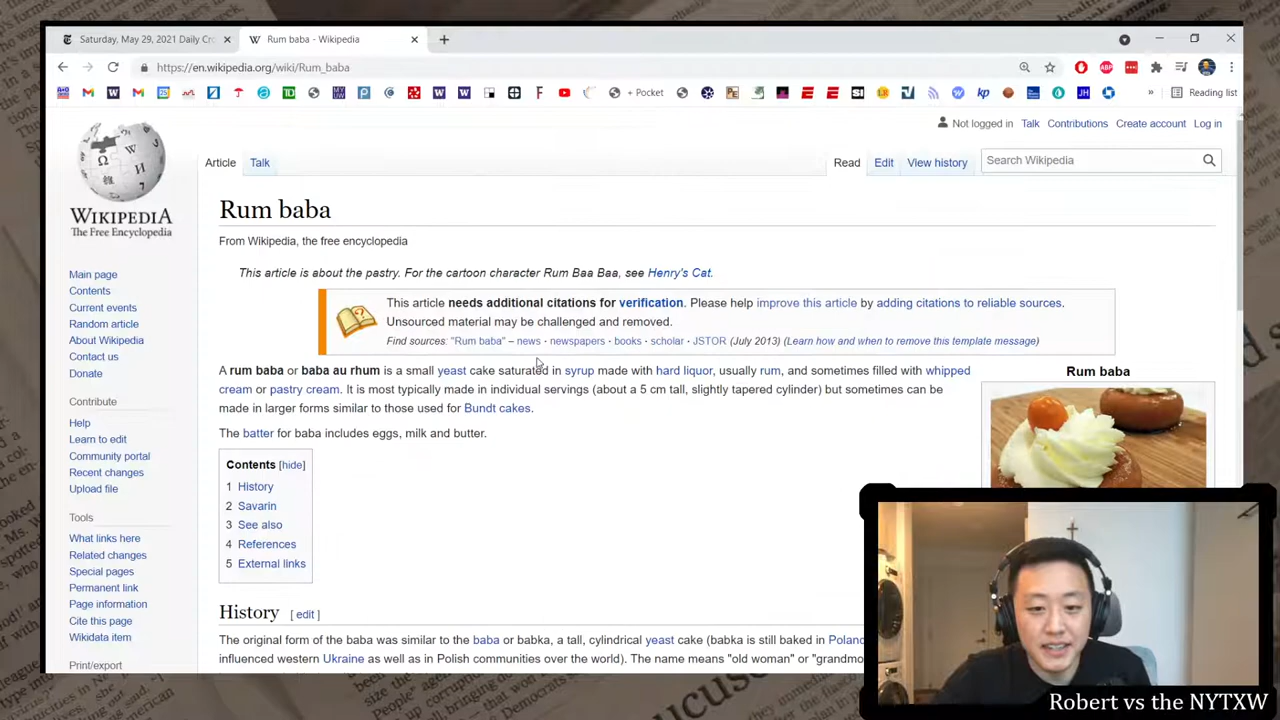 Saturday, May 29, 2021 Daily Cr
Rum baba - Wikipedia
https://en.wikipedia.org/wiki/Rum_baba
+ Pocket
Reading list
Not logged in Talk Contributions Create account Log in
Article Talk
Read Edit View history
Search Wikipedia
WIKIPEDIA
The Free Encyclopedia
Main page
Contents
Current events
Random article
About Wikipedia
Contact us
Donate
Contribute
Help
Learn to edit
Community portal
Recent changes
Upload file
Tools
What links here
Related changes
Special pages
Permanent link
Page information
Cite this page
Wikidata item
Print/export
Rum baba
From Wikipedia, the free encyclopedia
This article is about the pastry. For the cartoon character Rum Baa Baa, see Henry's Cat.
This article needs additional citations for verification. Please help improve this article by adding citations to reliable sources.
Unsourced material may be challenged and removed.
Find sources: "Rum baba" – news · newspapers · books · scholar · JSTOR (July 2013) (Learn how and when to remove this template message)
A rum baba or baba au rhum is a small yeast cake saturated in syrup made with hard liquor, usually rum, and sometimes filled with whipped
cream or pastry cream. It is most typically made in individual servings (about a 5 cm tall, slightly tapered cylinder) but sometimes can be
made in larger forms similar to those used for Bundt cakes.
The batter for baba includes eggs, milk and butter.
Rum baba
Contents [hide]
1 History
2 Savarin
3 See also
4 References
5 External links
History [ edit ]
The original form of the baba was similar to the baba or babka, a tall, cylindrical yeast cake (babka is still baked in Poland
influenced western Ukraine as well as in Polish communities over the world). The name means "old woman" or "grandmo
Robert vs the NYTXW